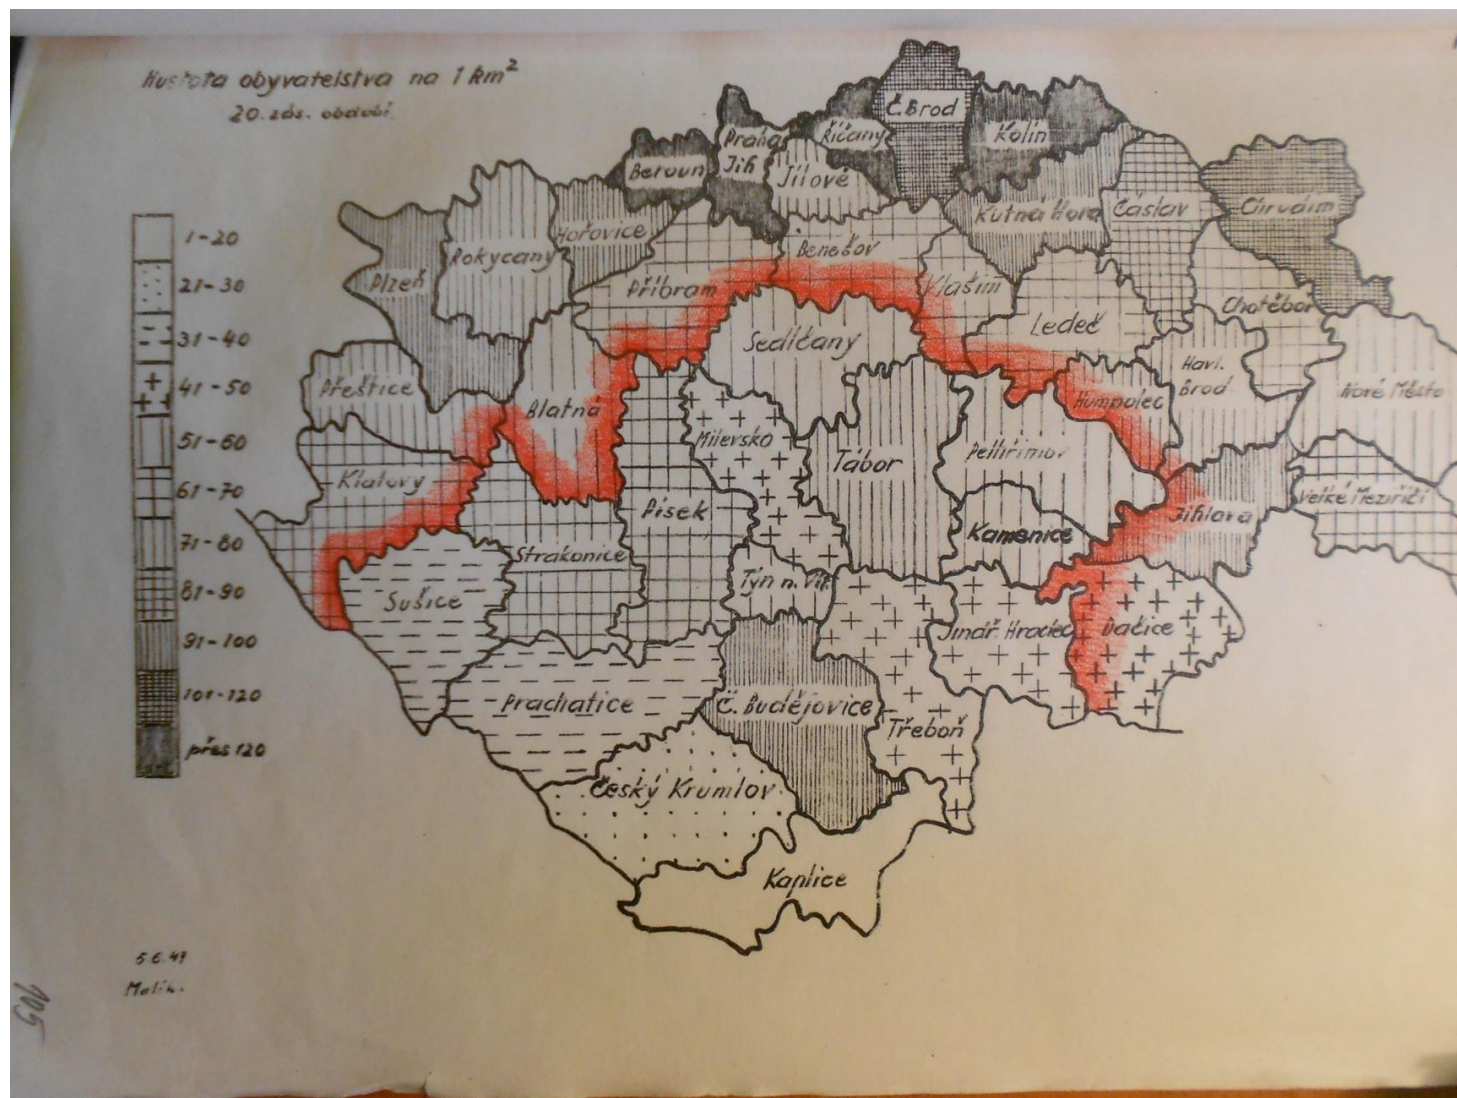 Hustota obyvatelstva na 1 km²
20. zás. období.
1-20
21-30
31-40
41-50
51-60
61-70
71-80
81-90
91-100
101-120
přes 120
Č. Brod
Praha
Jih
Říčany
Kolín
Beroun
Jílové
Kutná Hora
Čáslav
Chrudim
Hořovice
Rokycany
Benešov
Plzeň
Příbram
Vlašim
Chotěboř
Ledeč
Sedlčany
Přeštice
Havl.
Brod
Nové Město
Blatná
Humpolec
Milevsko
Pelhřimov
Tábor
Klatovy
Velké Meziříčí
Písek
Jihlava
Kamenice
Strakonice
Týn n. Vlt.
Sušice
Jindř. Hradec
Dačice
Prachatice
Č. Budějovice
Třeboň
Český Krumlov
Kaplice
5.6.49
Malík.
105